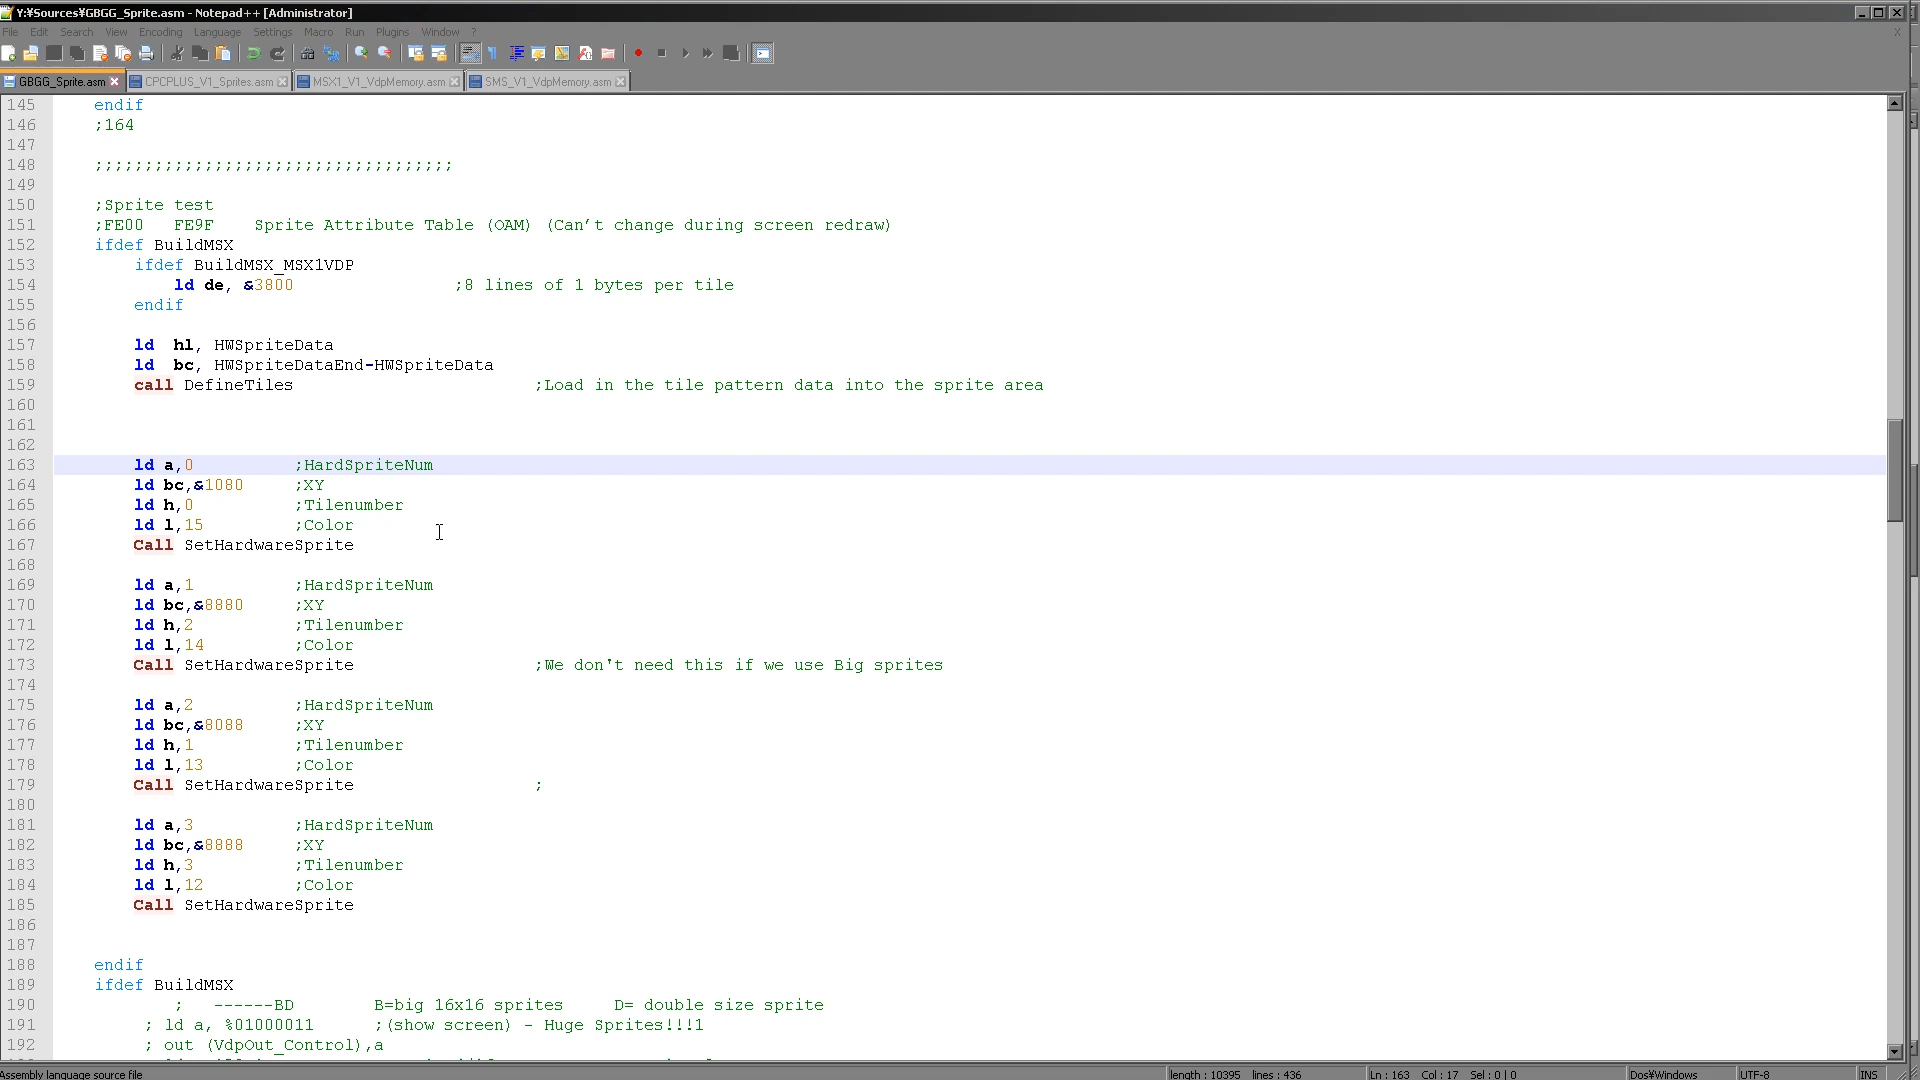 Y:¥Sources¥GBGG_Sprite.asm - Notepad++ [Administrator]
File Edit Search View Encoding Language Settings Macro Run Plugins Window ? X
GBGG_Sprite.asm CPCPLUS_V1_Sprites.asm MSX1_V1_VdpMemory.asm SMS_V1_VdpMemory.asm
145 endif
146 ;164
147
148 ;;;;;;;;;;;;;;;;;;;;;;;;;;;;;;;;;;;;
149
150 ;Sprite test
151 ;FE00 FE9F Sprite Attribute Table (OAM) (Can't change during screen redraw)
152 ifdef BuildMSX
153 ifdef BuildMSX_MSX1VDP
154 ld de, &3800 ;8 lines of 1 bytes per tile
155 endif
156
157 ld hl, HWSpriteData
158 ld bc, HWSpriteDataEnd-HWSpriteData
159 call DefineTiles ;Load in the tile pattern data into the sprite area
160
161
162
163 ld a,0 ;HardSpriteNum
164 ld bc,&1080 ;XY
165 ld h,0 ;Tilenumber
166 ld l,15 ;Color
167 Call SetHardwareSprite
168
169 ld a,1 ;HardSpriteNum
170 ld bc,&8880 ;XY
171 ld h,2 ;Tilenumber
172 ld l,14 ;Color
173 Call SetHardwareSprite ;We don't need this if we use Big sprites
174
175 ld a,2 ;HardSpriteNum
176 ld bc,&8088 ;XY
177 ld h,1 ;Tilenumber
178 ld l,13 ;Color
179 Call SetHardwareSprite ;
180
181 ld a,3 ;HardSpriteNum
182 ld bc,&8888 ;XY
183 ld h,3 ;Tilenumber
184 ld l,12 ;Color
185 Call SetHardwareSprite
186
187
188 endif
189 ifdef BuildMSX
190 ; ------BD B=big 16x16 sprites D= double size sprite
191 ; ld a, %01000011 ;(show screen) - Huge Sprites!!!1
192 ; out (VdpOut_Control),a
Assembly language source file length : 10395 lines : 436 Ln : 163 Col : 17 Sel : 0 | 0 Dos¥Windows UTF-8 INS